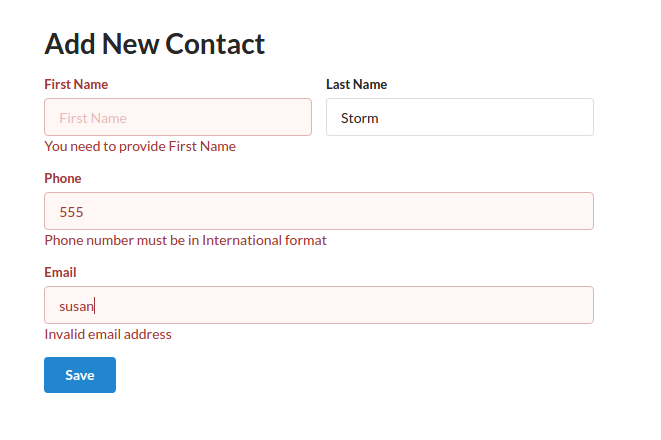 Add New Contact
First Name Last Name
First Name Storm
You need to provide First Name
Phone
555
Phone number must be in International format
Email
susan
Invalid email address
Save